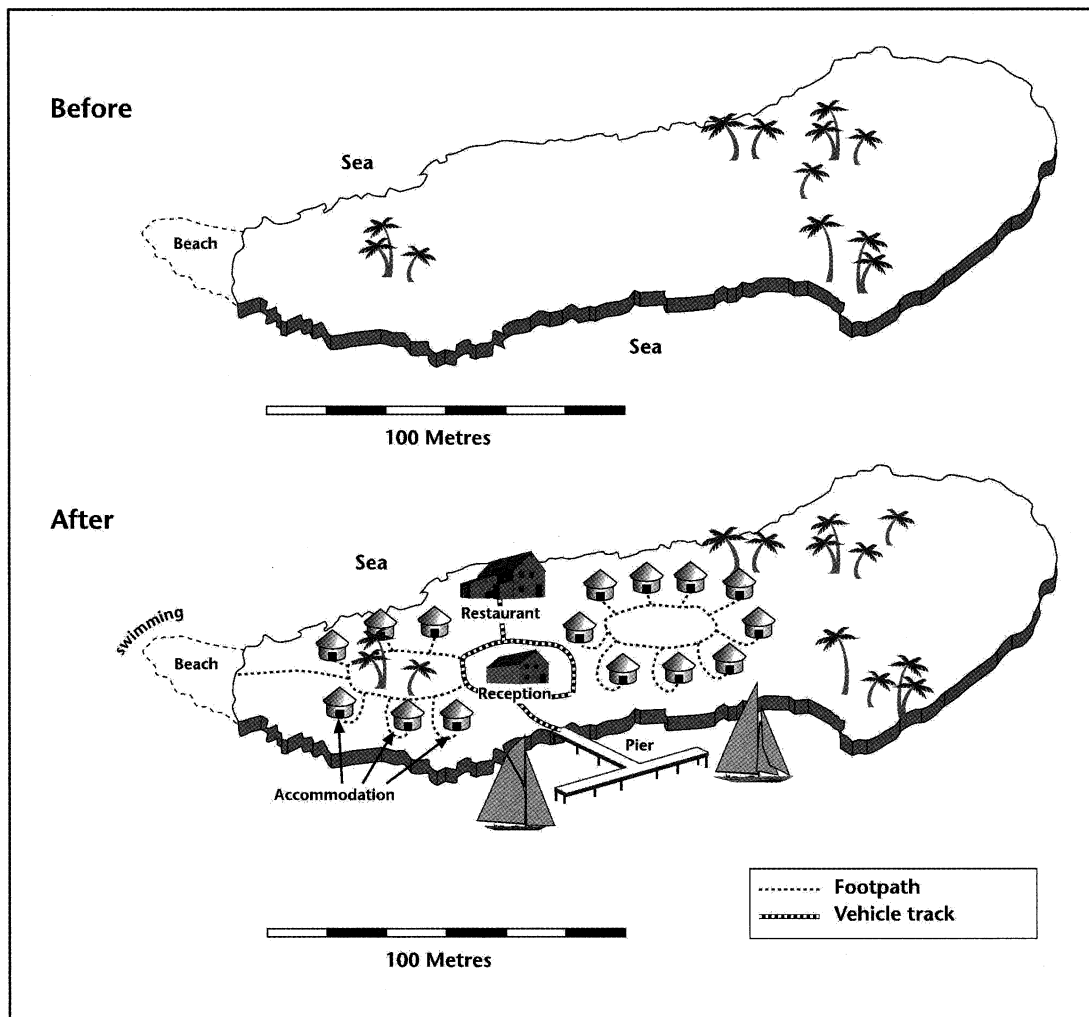 Before
Sea
Beach
Sea
100 Metres
After
Sea
swimming
Restaurant
Beach
Reception
Pier
Accommodation
Footpath
Vehicle track
100 Metres